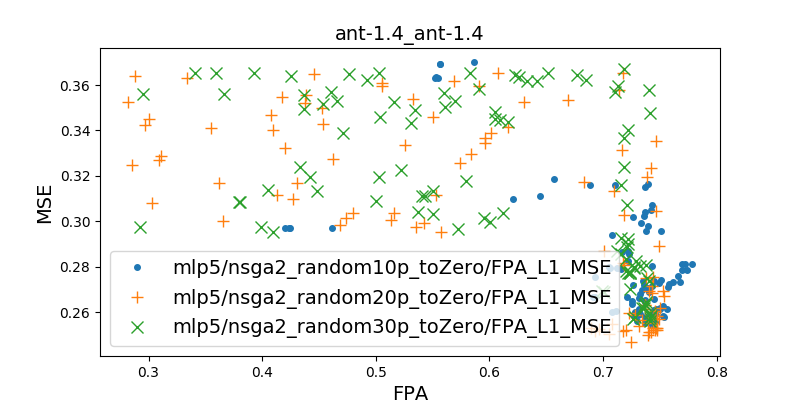 ant-1.4_ant-1.4
MSE
0.36
0.34
0.32
0.30
0.28
0.26
mlp5/nsga2_random10p_toZero/FPA_L1_MSE
mlp5/nsga2_random20p_toZero/FPA_L1_MSE
mlp5/nsga2_random30p_toZero/FPA_L1_MSE
0.3 0.4 0.5 0.6 0.7 0.8
FPA